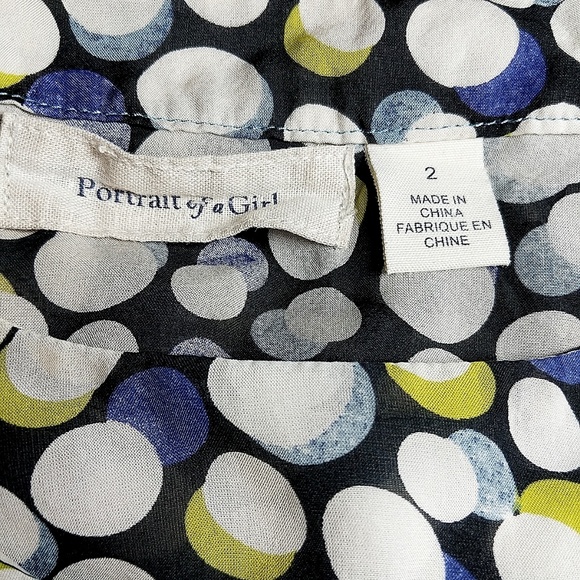 Portrait of a Girl
2
MADE IN
CHINA
FABRIQUE EN
CHINE